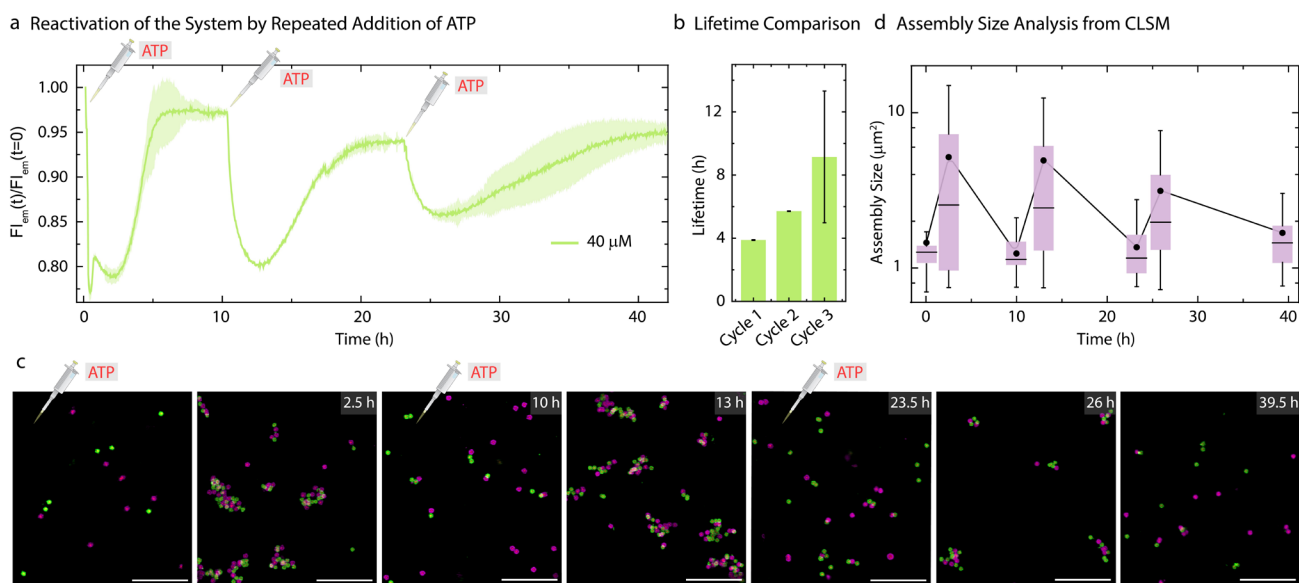 a Reactivation of the System by Repeated Addition of ATP
ATP
ATP
ATP
FI_em(t)/FI_em(t=0)
1.00
0.95
0.90
0.85
0.80
40 μM
0
10
20
30
40
Time (h)
b Lifetime Comparison
Lifetime (h)
12
8
4
0
Cycle 1
Cycle 2
Cycle 3
d Assembly Size Analysis from CLSM
Assembly Size (μm²)
10
1
0
10
20
30
40
Time (h)
c
ATP
2.5 h
ATP
10 h
13 h
ATP
23.5 h
26 h
39.5 h